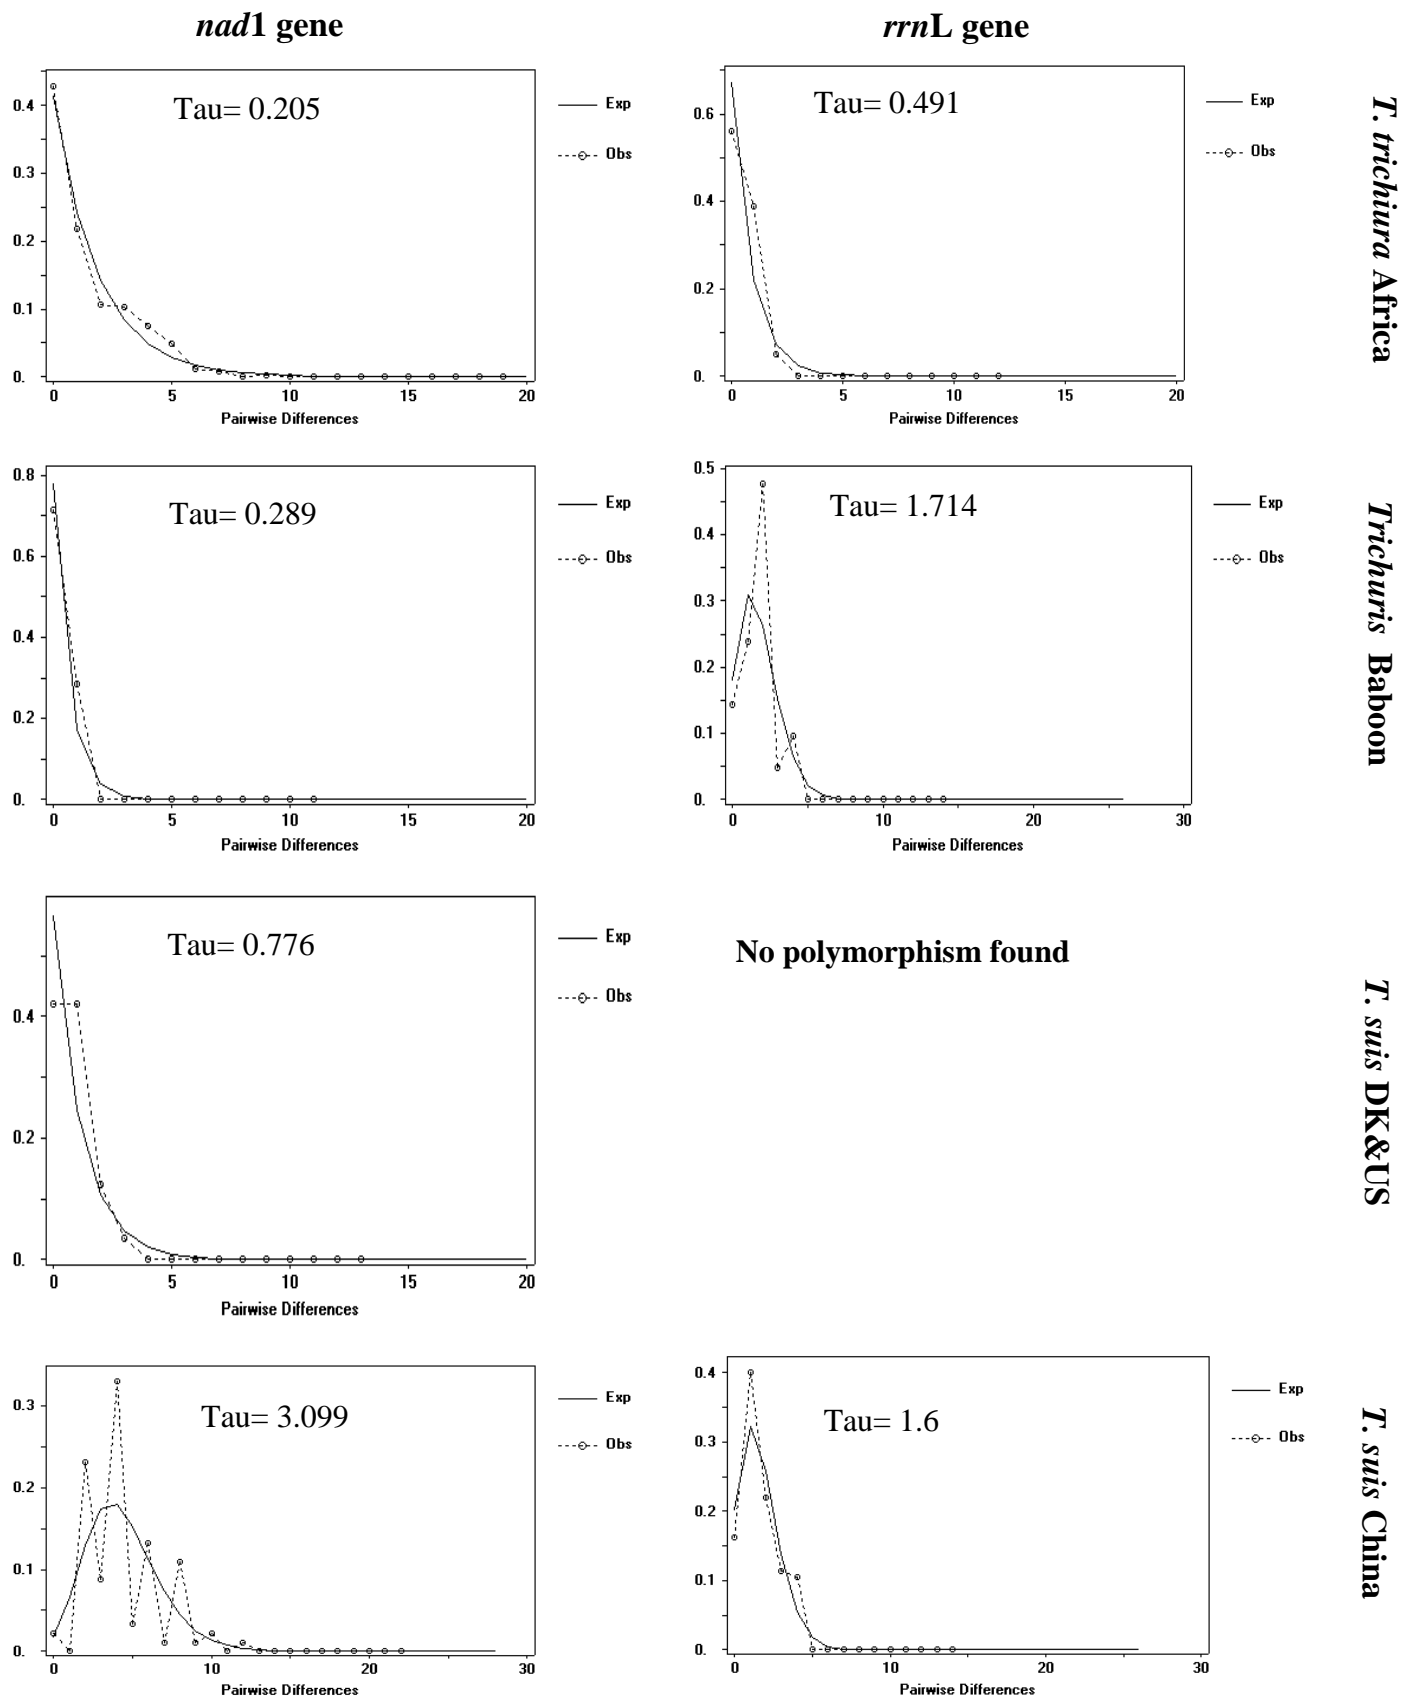 nad1 gene
rrnL gene
Tau= 0.205
0.4
0.3
0.2
0.1
0.
0
5
10
15
20
Pairwise Differences
Exp
Obs
Tau= 0.491
0.6
0.4
0.2
0.
0
5
10
15
20
Pairwise Differences
Exp
Obs
T. trichiura Africa
Tau= 0.289
0.8
0.6
0.4
0.2
0.
0
5
10
15
20
Pairwise Differences
Exp
Obs
Tau= 1.714
0.5
0.4
0.3
0.2
0.1
0.
0
10
20
30
Pairwise Differences
Exp
Obs
Trichuris Baboon
Tau= 0.776
0.4
0.2
0.
0
5
10
15
20
Pairwise Differences
Exp
Obs
No polymorphism found
T. suis DK&US
Tau= 3.099
0.3
0.2
0.1
0.
0
10
20
30
Pairwise Differences
Exp
Obs
Tau= 1.6
0.4
0.3
0.2
0.1
0.
0
10
20
30
Pairwise Differences
Exp
Obs
T. suis China